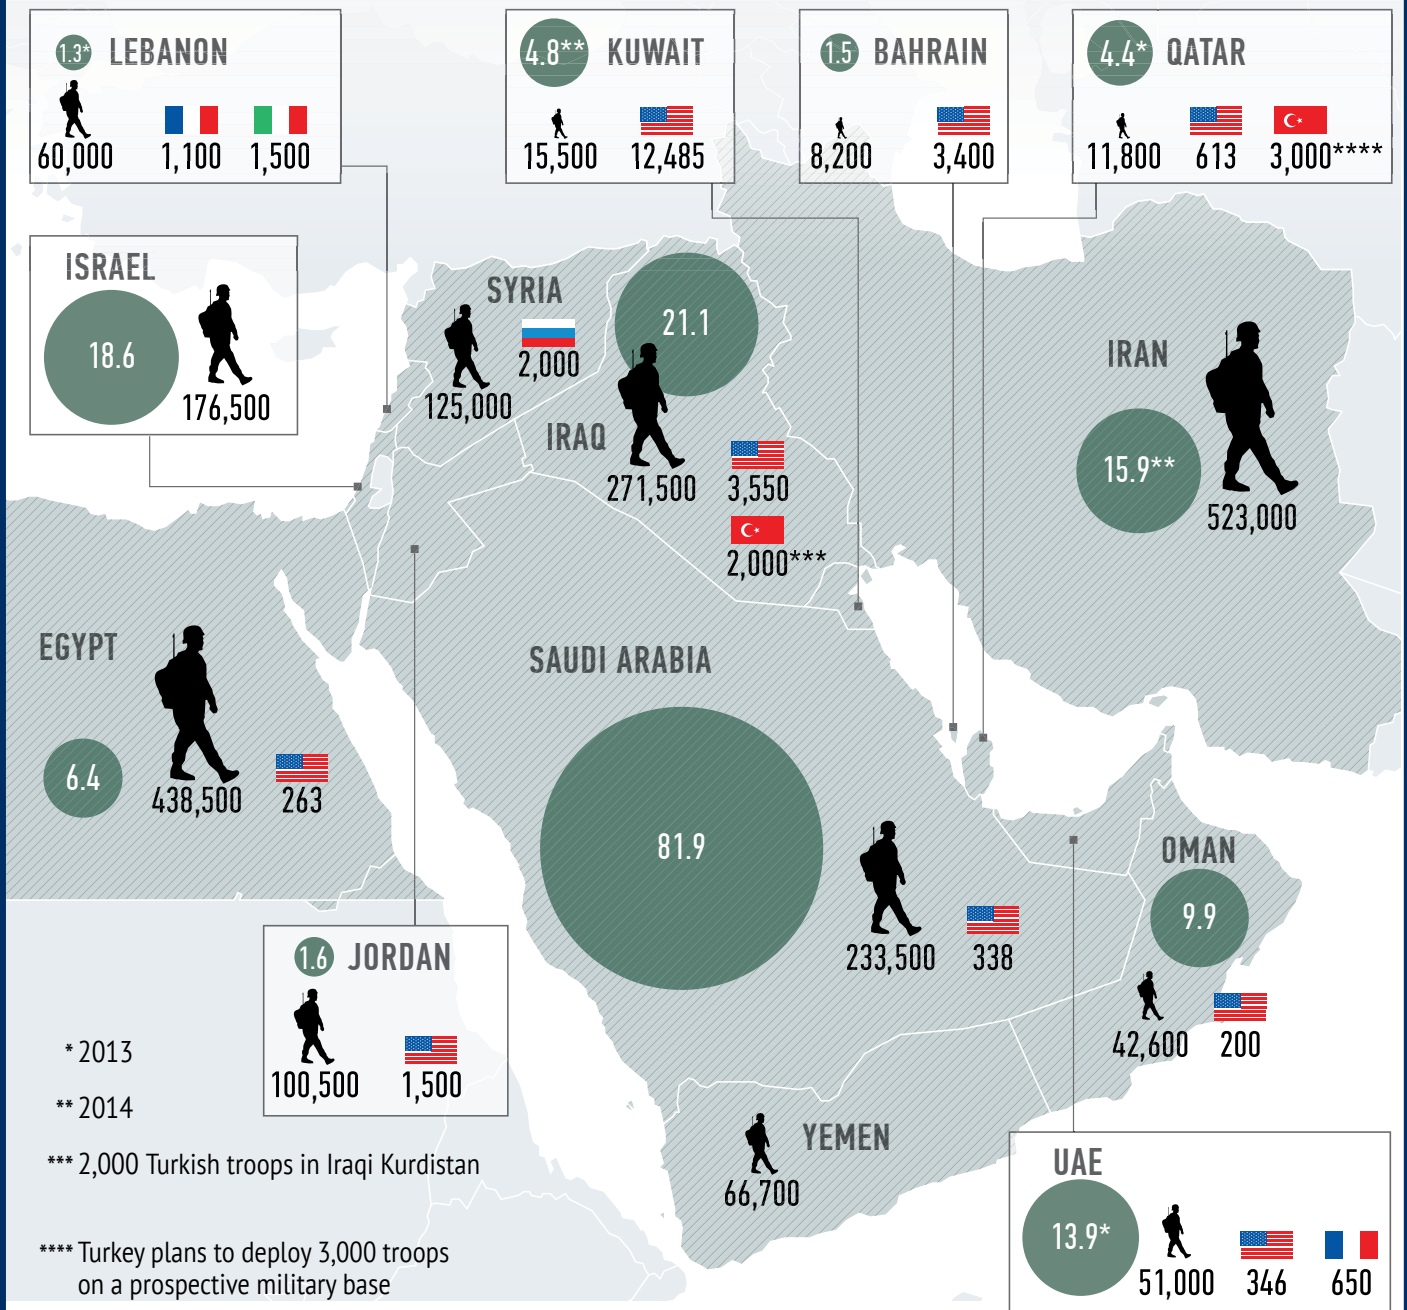 1.3* LEBANON
60,000 1,100 1,500
4.8** KUWAIT
15,500 12,485
1.5 BAHRAIN
8,200 3,400
4.4* QATAR
11,800 613 3,000****
ISRAEL
18.6
176,500
SYRIA
2,000
125,000
21.1
IRAQ
271,500 3,550
2,000***
IRAN
15.9**
523,000
EGYPT
6.4
438,500 263
SAUDI ARABIA
81.9
233,500 338
OMAN
9.9
42,600 200
1.6 JORDAN
100,500 1,500
YEMEN
66,700
UAE
13.9*
51,000 346 650
* 2013
** 2014
*** 2,000 Turkish troops in Iraqi Kurdistan
**** Turkey plans to deploy 3,000 troops
on a prospective military base